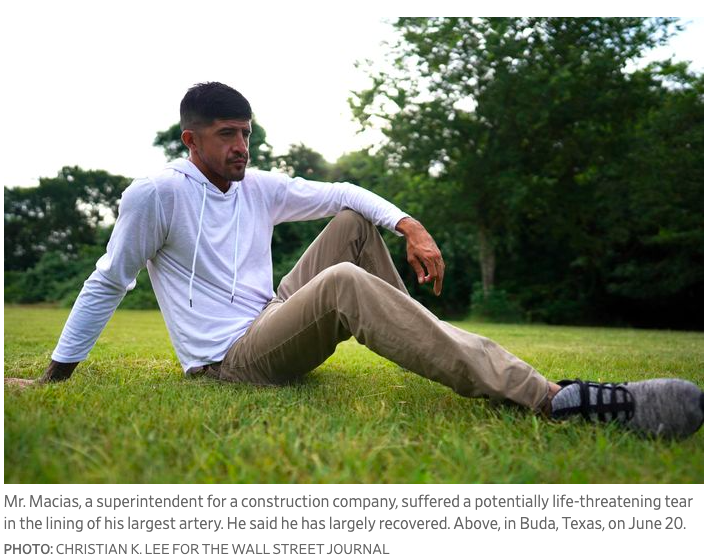 Mr. Macias, a superintendent for a construction company, suffered a potentially life-threatening tear
in the lining of his largest artery. He said he has largely recovered. Above, in Buda, Texas, on June 20.
PHOTO: CHRISTIAN K. LEE FOR THE WALL STREET JOURNAL